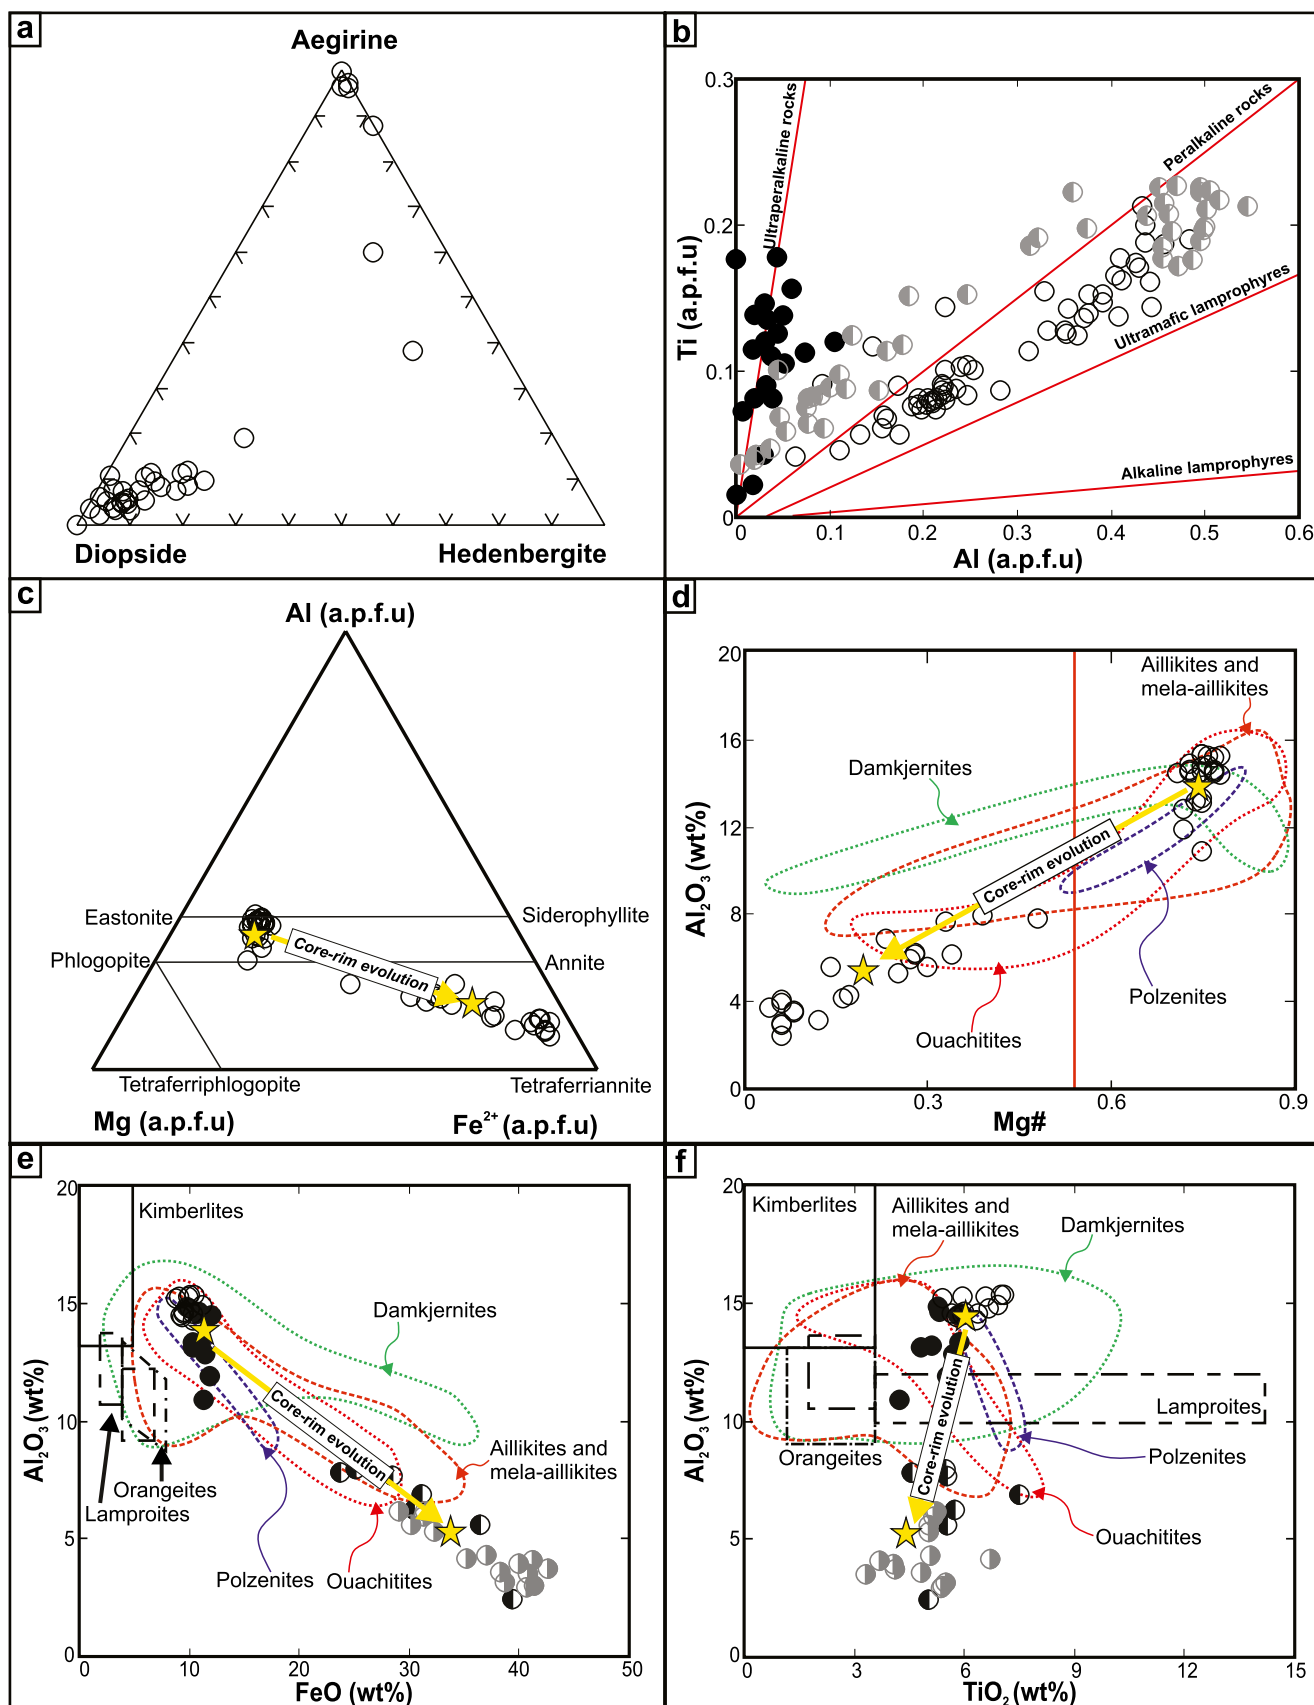 a
Aegirine
Diopside
Hedenbergite
b
0.3
0.2
0.1
0
Ti (a.p.f.u)
Ultraperalkaline rocks
Peralkaline rocks
Ultramafic lamprophyres
Alkaline lamprophyres
0
0.1
0.2
0.3
0.4
0.5
0.6
Al (a.p.f.u)
c
Al (a.p.f.u)
Eastonite
Siderophyllite
Phlogopite
Annite
Core-rim evolution
Tetraferriphlogopite
Tetraferriannite
Mg (a.p.f.u)
Fe²⁺ (a.p.f.u)
d
20
16
12
8
4
0
Al₂O₃ (wt%)
Aillikites and
mela-aillikites
Damkjernites
Core-rim evolution
Polzenites
Ouachitites
0
0.3
0.6
0.9
Mg#
e
20
15
10
5
0
Al₂O₃ (wt%)
Kimberlites
Damkjernites
Core-rim evolution
Aillikites and
mela-aillikites
Orangeites
Lamproites
Polzenites
Ouachitites
0
10
20
30
40
50
FeO (wt%)
f
20
15
10
5
0
Al₂O₃ (wt%)
Kimberlites
Aillikites and
mela-aillikites
Damkjernites
Core-rim evolution
Lamproites
Orangeites
Polzenites
Ouachitites
0
3
6
9
12
15
TiO₂ (wt%)